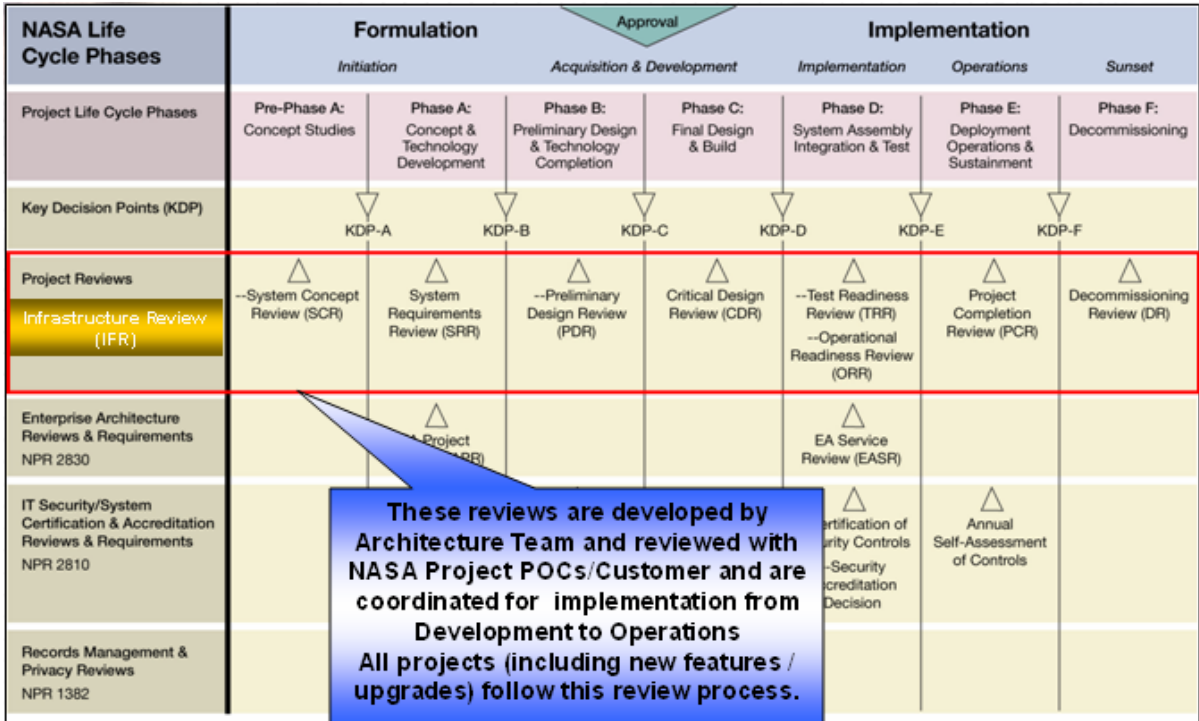 NASA Life
Cycle Phases
Formulation
Approval
Implementation
Initiation
Acquisition & Development
Implementation
Operations
Sunset
Project Life Cycle Phases
Pre-Phase A:
Concept Studies
Phase A:
Concept &
Technology
Development
Phase B:
Preliminary Design
& Technology
Completion
Phase C:
Final Design
& Build
Phase D:
System Assembly
Integration & Test
Phase E:
Deployment
Operations &
Sustainment
Phase F:
Decommissioning
Key Decision Points (KDP)
KDP-A
KDP-B
KDP-C
KDP-D
KDP-E
KDP-F
Project Reviews
Infrastructure Review
(IFR)
--System Concept
Review (SCR)
System
Requirements
Review (SRR)
--Preliminary
Design Review
(PDR)
Critical Design
Review (CDR)
--Test Readiness
Review (TRR)
--Operational
Readiness Review
(ORR)
Project
Completion
Review (PCR)
Decommissioning
Review (DR)
Enterprise Architecture
Reviews & Requirements
NPR 2830
Project
EA Service
Review (EASR)
IT Security/System
Certification & Accreditation
Reviews & Requirements
NPR 2810
of
Controls
Security
Decision
Annual
Self-Assessment
of Controls
Records Management &
Privacy Reviews
NPR 1382
These reviews are developed by
Architecture Team and reviewed with
NASA Project POCs/Customer and are
coordinated for implementation from
Development to Operations
All projects (including new features /
upgrades) follow this review process.